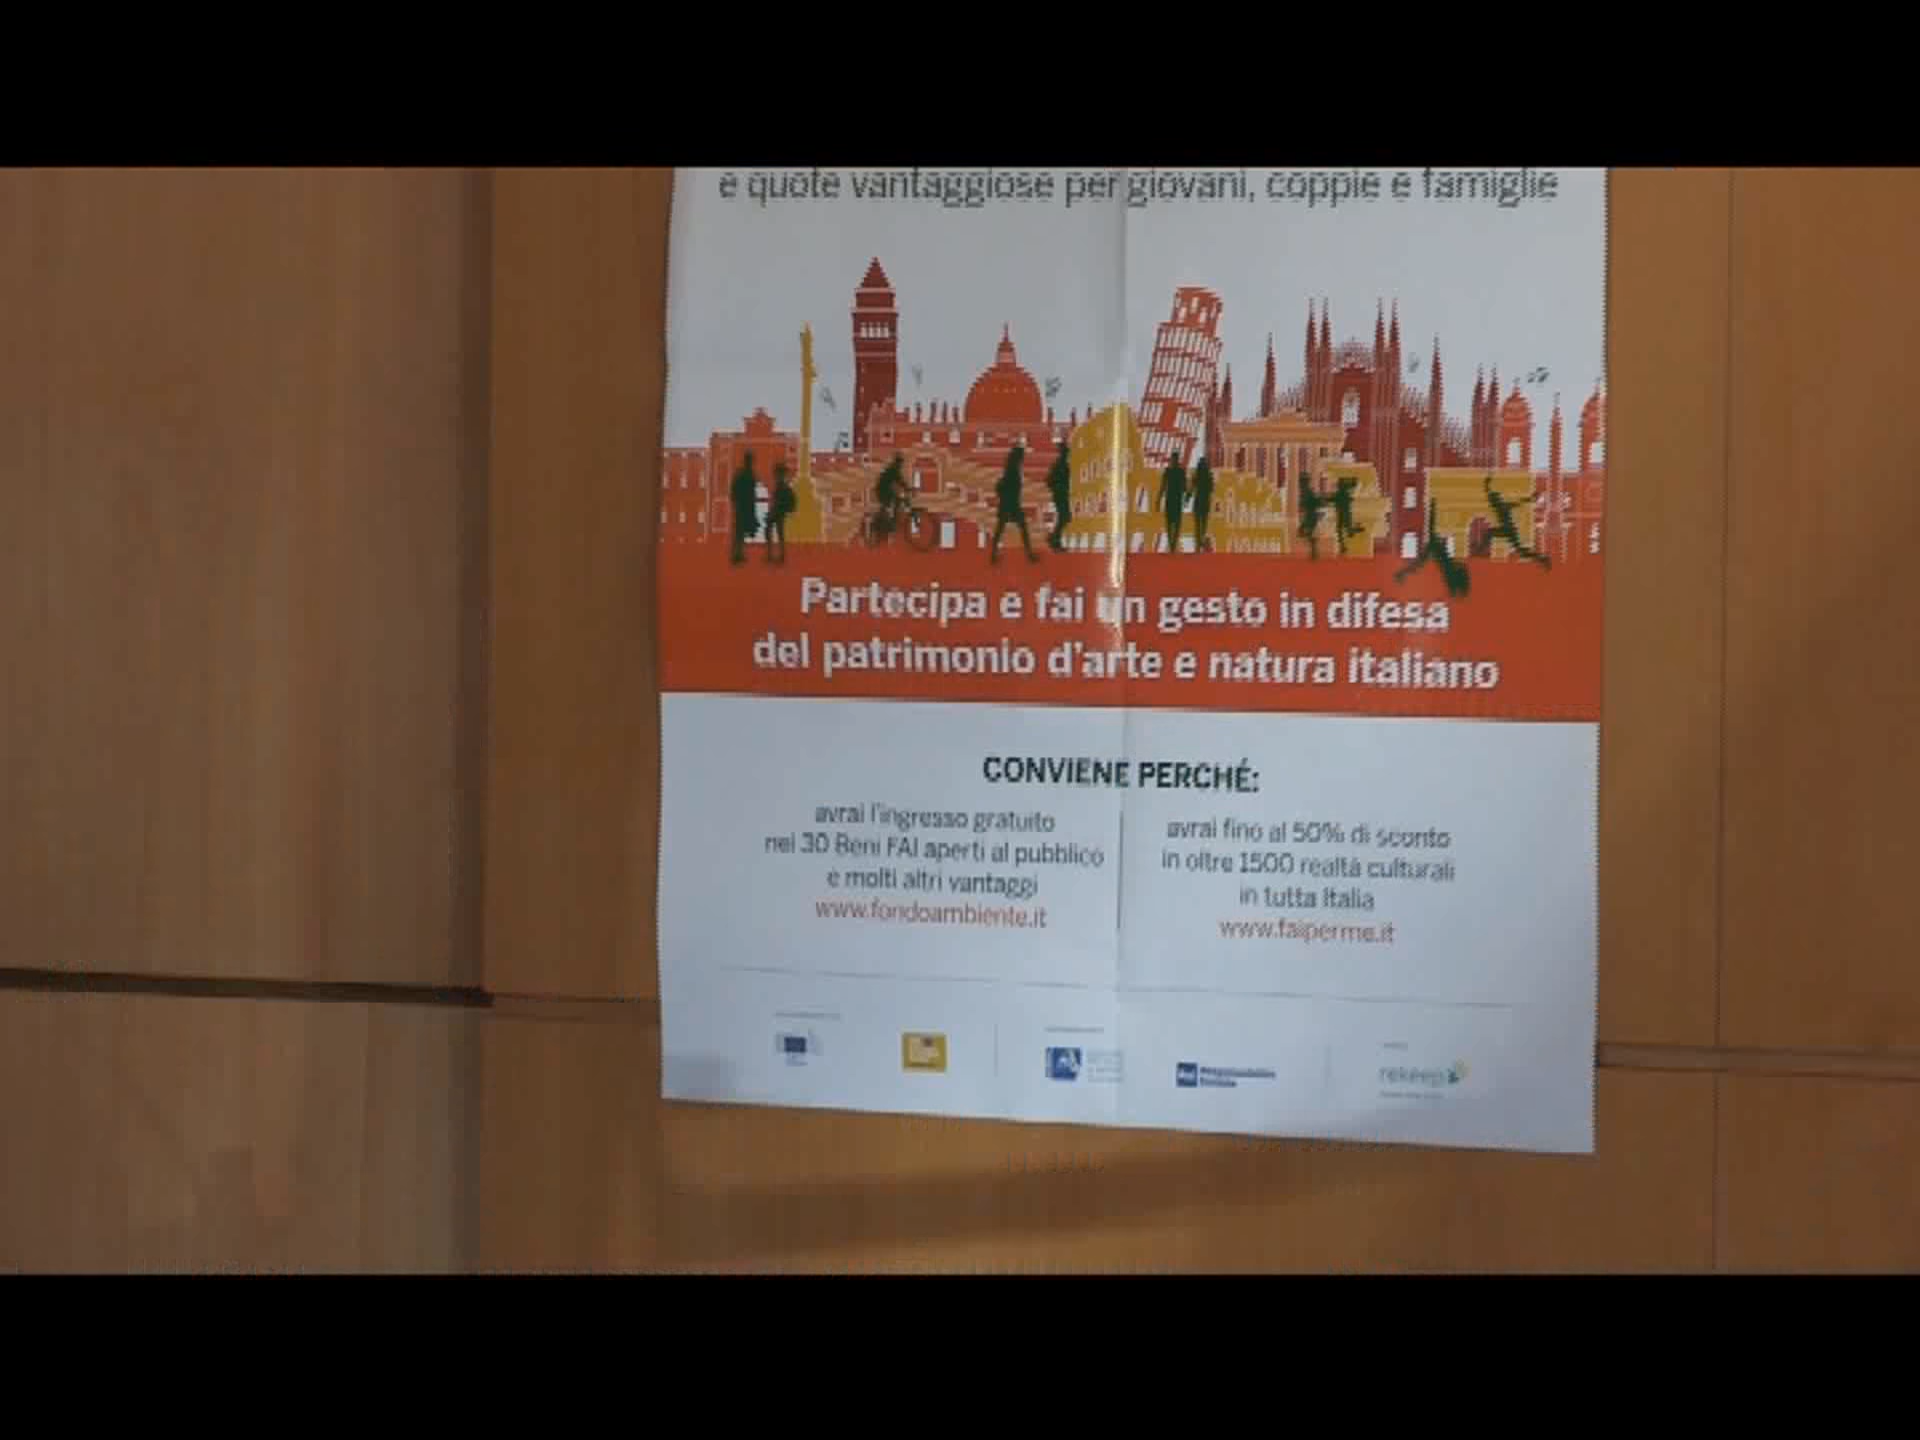 e quote vantaggiose per giovani, coppie e famiglie
Partecipa e fai un gesto in difesa
del patrimonio d'arte e natura italiano
CONVIENE PERCHÉ:
avrai l'ingresso gratuito
nei 30 Beni FAI aperti al pubblico
e molti altri vantaggi
www.fondoambiente.it
avrai fino al 50% di sconto
in oltre 1500 realtà culturali
in tutta Italia
www.faiperme.it
rekeep